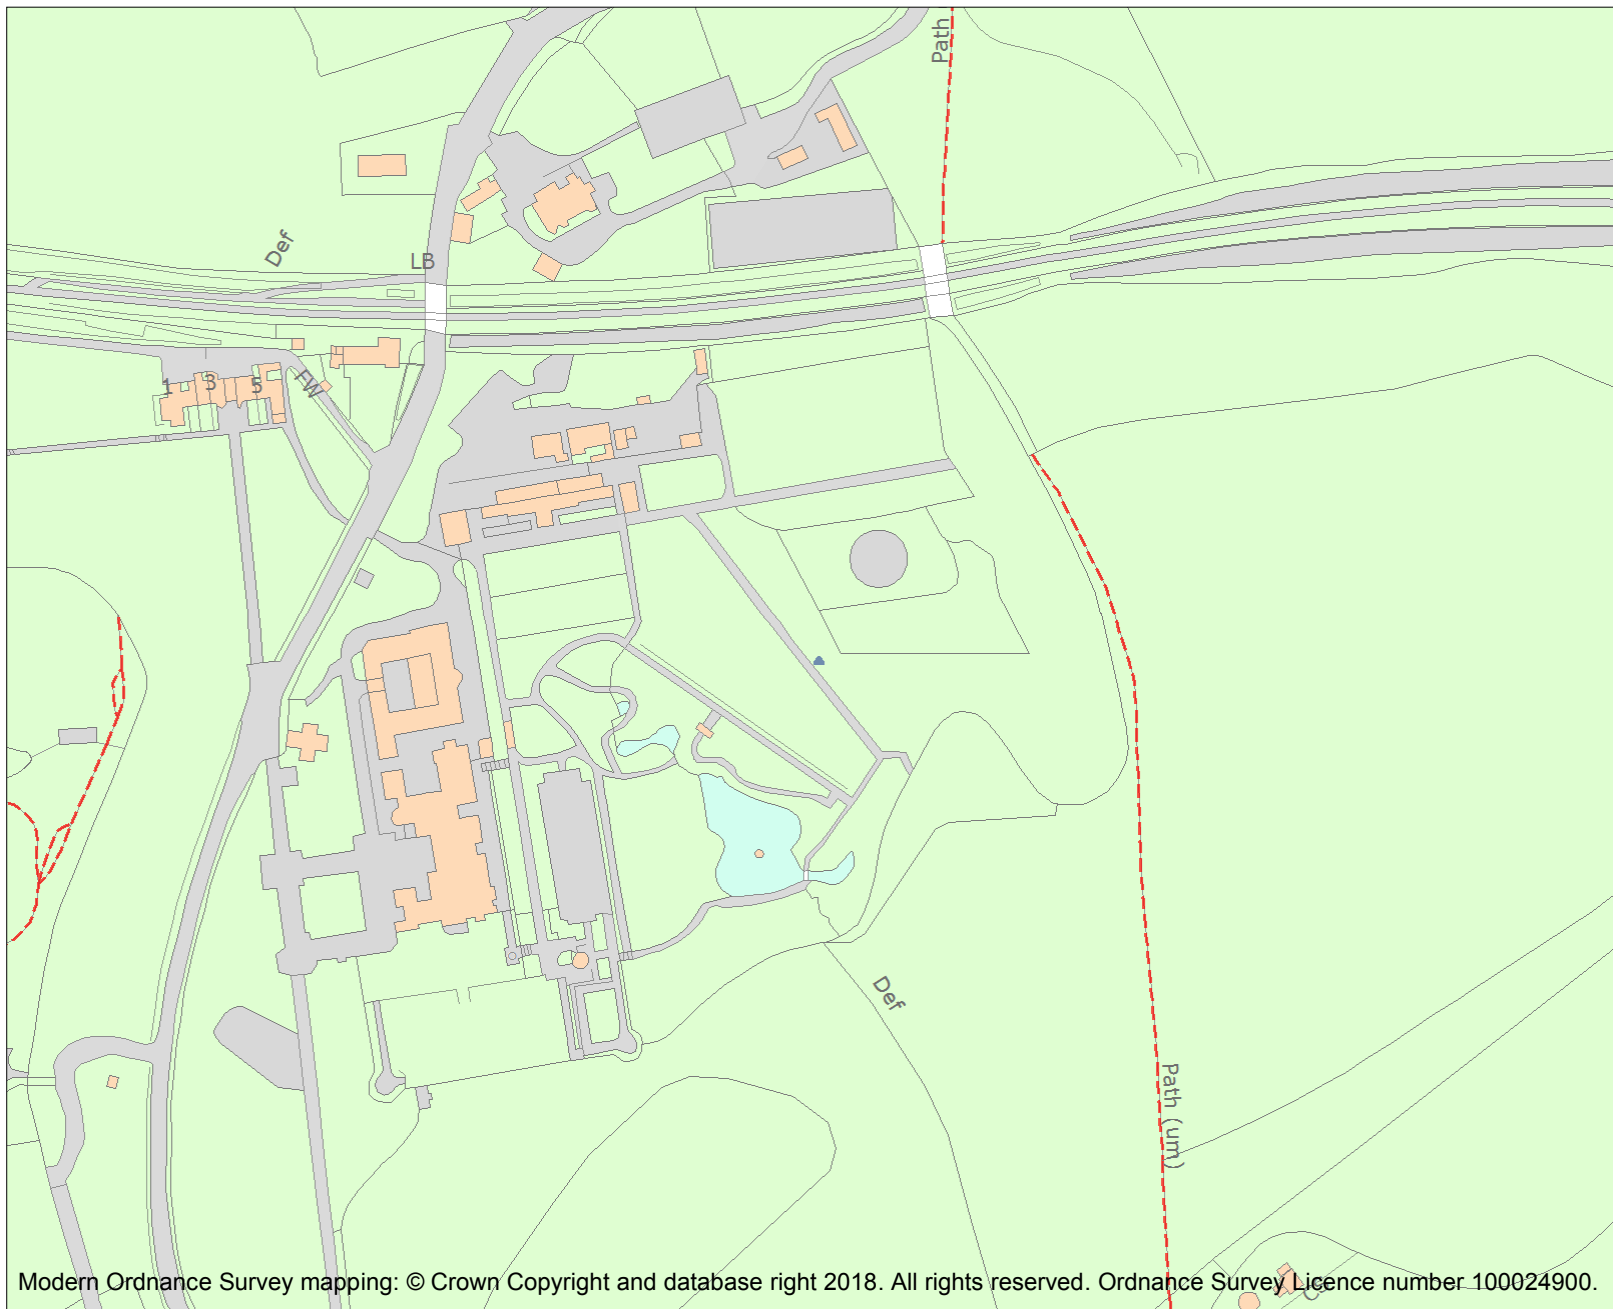 Path
Def
LB
1
3
5
FW
Def
Path (um)
Modern Ordnance Survey mapping: © Crown Copyright and database right 2018. All rights reserved. Ordnance Survey Licence number 100024900.